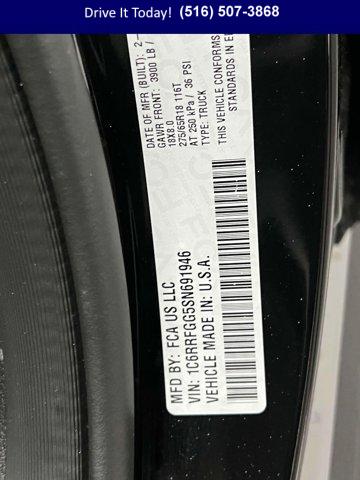 Drive It Today! (516) 507-3868
MFD BY: FCA US LLC
DATE OF MFR (BUILT): 2
GAWR FRONT: 3900 LB /
18X8.0
275/65R18 116T
AT 250 kPa / 36 PSI
TYPE: TRUCK
THIS VEHICLE CONFORMS
STANDARDS IN E
VIN: 1C6RRFGG5SN691946
VEHICLE MADE IN: U.S.A.